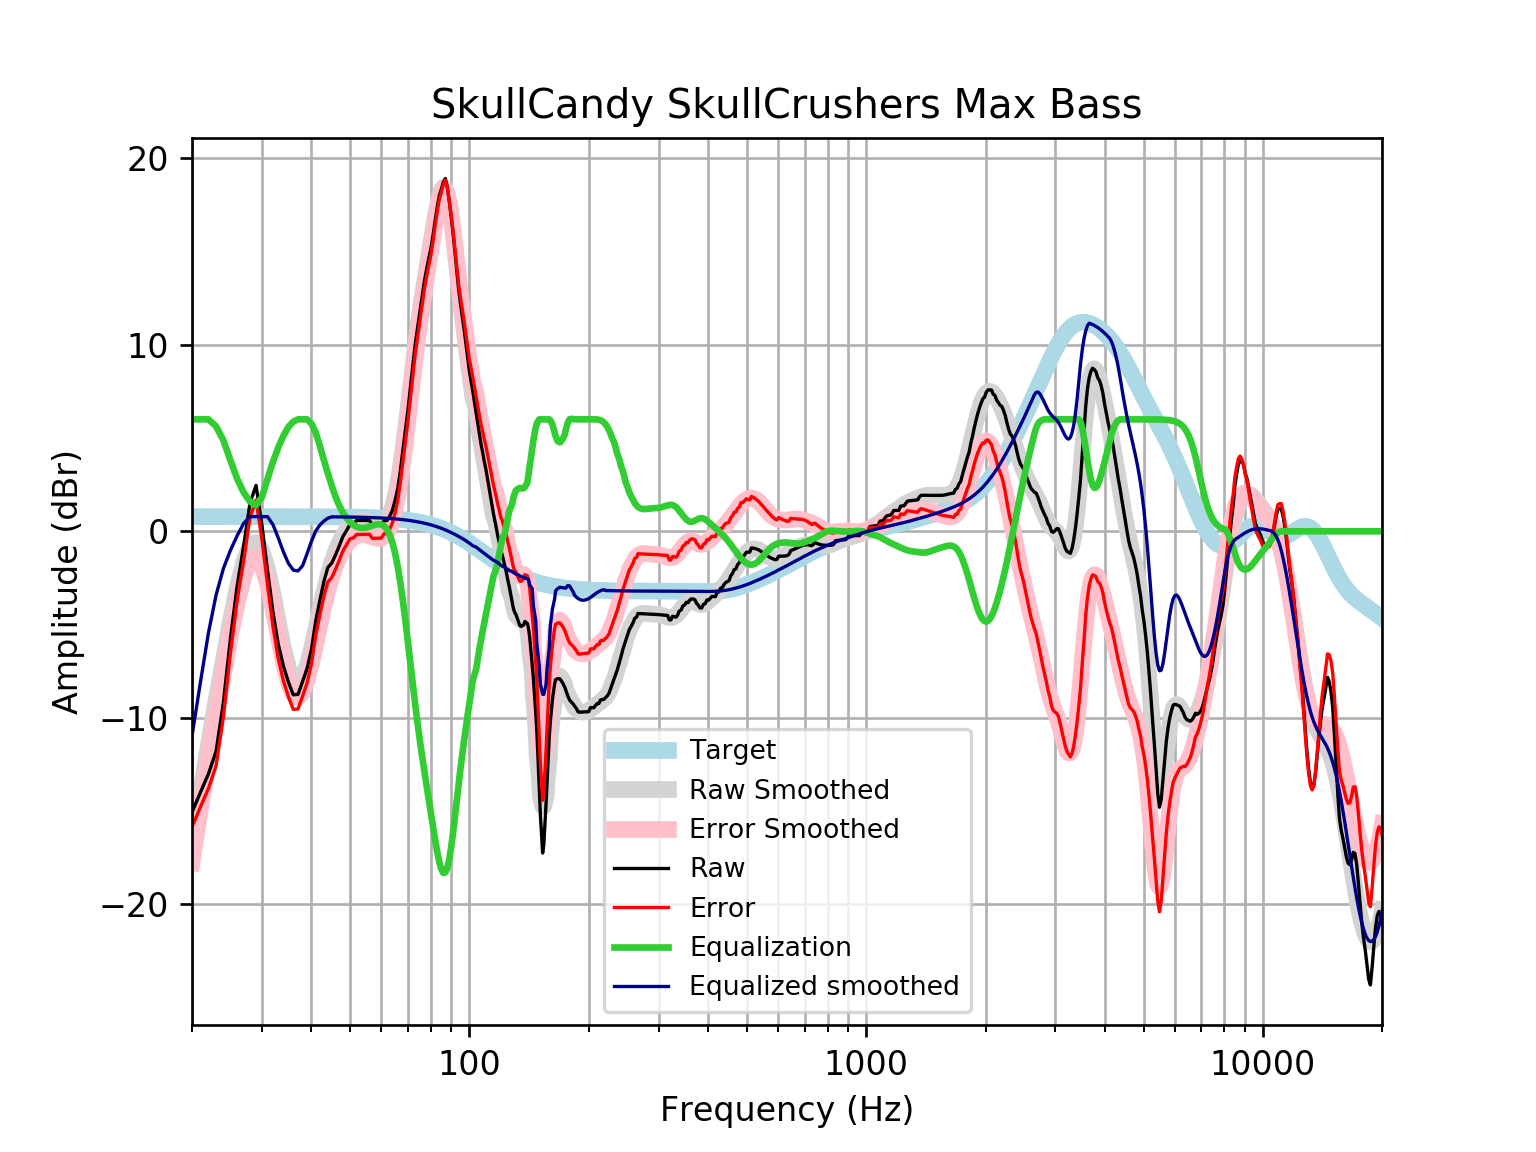 SkullCandy SkullCrushers Max Bass
20
10
0
−10
−20
Amplitude (dBr)
Target
Raw Smoothed
Error Smoothed
Raw
Error
Equalization
Equalized smoothed
100 1000 10000
Frequency (Hz)